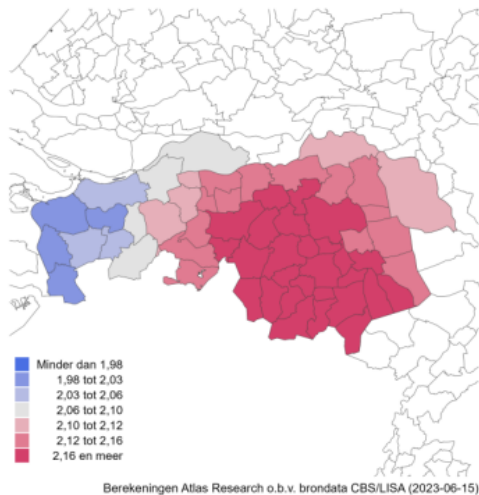 Minder dan 1,98
1,98 tot 2,03
2,03 tot 2,06
2,06 tot 2,10
2,10 tot 2,12
2,12 tot 2,16
2,16 en meer
Berekeningen Atlas Research o.b.v. brondata CBS/LISA (2023-06-15)